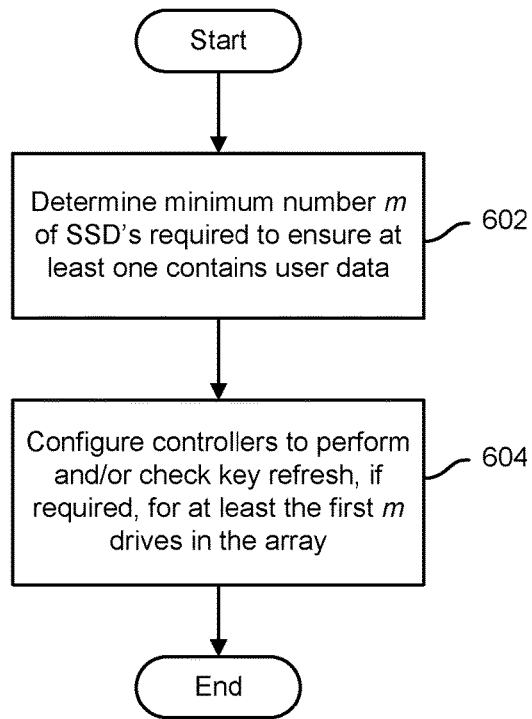 Start
Determine minimum number m
of SSD's required to ensure at
least one contains user data
602
Configure controllers to perform
and/or check key refresh, if
required, for at least the first m
drives in the array
604
End